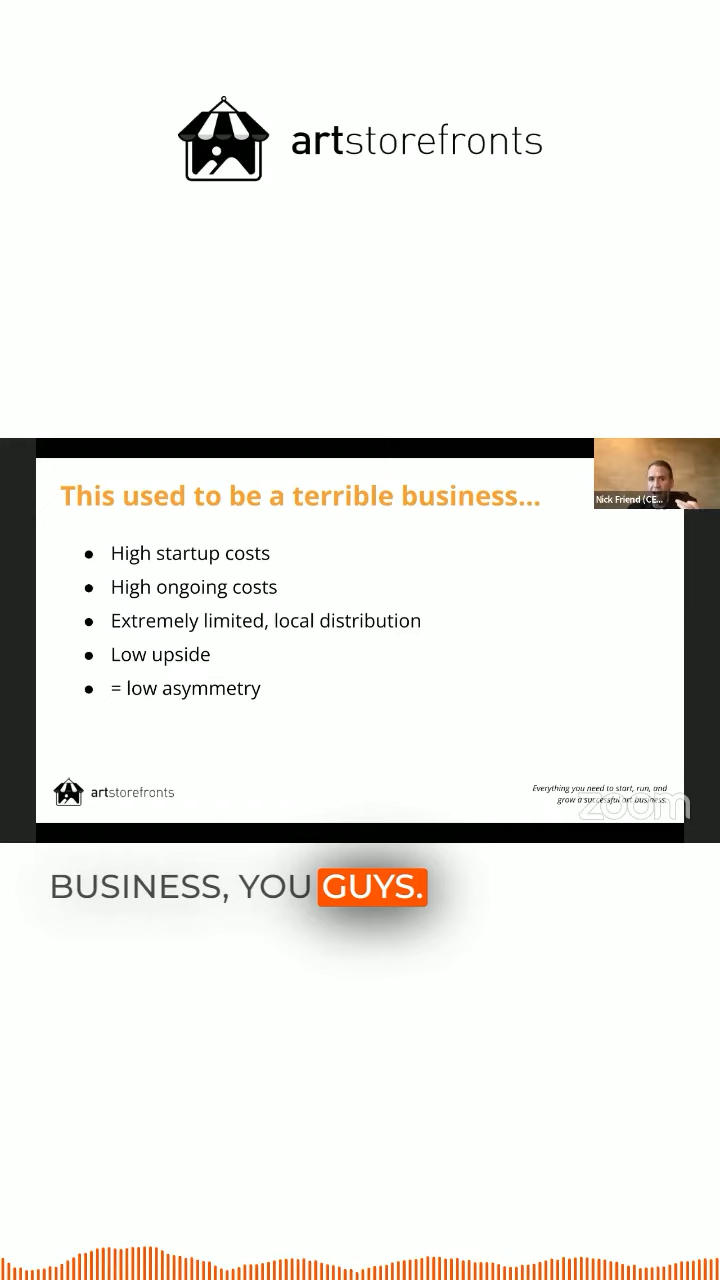 artstorefronts
This used to be a terrible business...
Nick Friend (CE...
● High startup costs
● High ongoing costs
● Extremely limited, local distribution
● Low upside
● = low asymmetry
artstorefronts
Everything you need to start, run, and
grow a successful art business.
zoom
BUSINESS, YOU GUYS.